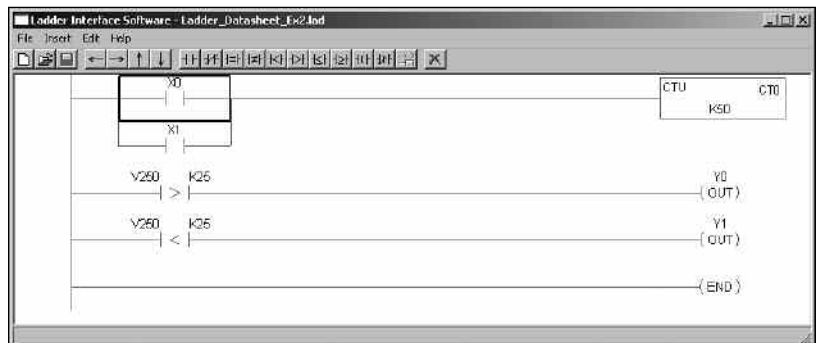 Ladder Interface Software - Ladder_Datasheet_Ex2.lad
File Insert Edit Help
X0
CTU CT0
K50
X1
V250 K25 Y0
> (OUT)
V250 K25 Y1
< (OUT)
(END)